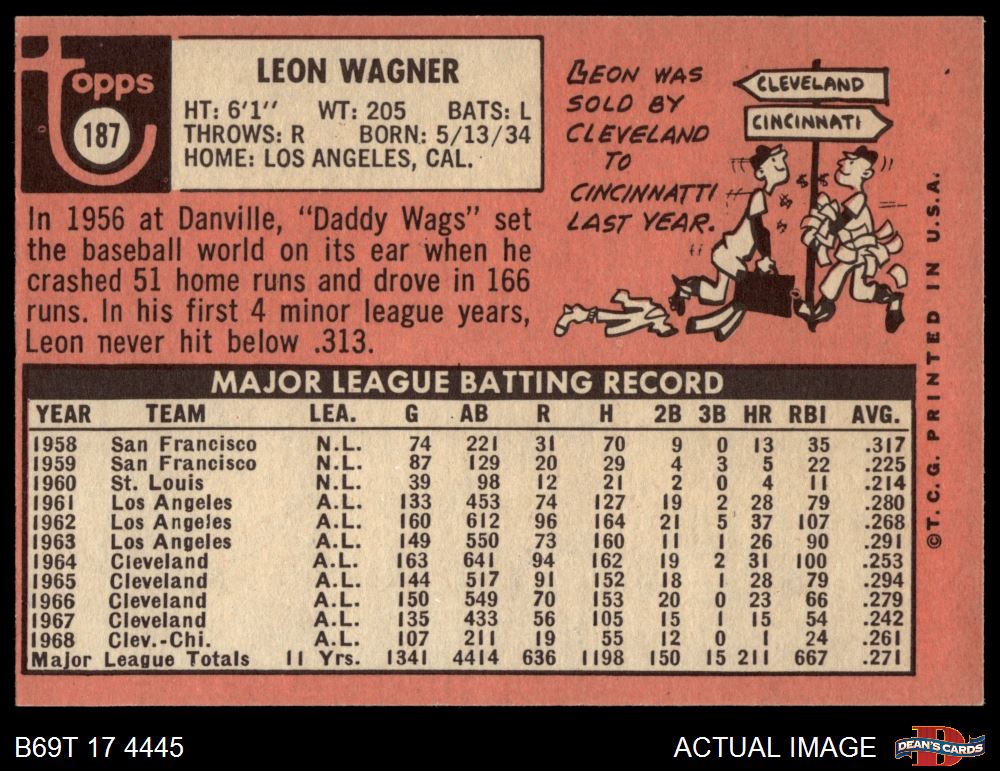 Topps
187
LEON WAGNER
HT: 6'1" WT: 205 BATS: L
THROWS: R BORN: 5/13/34
HOME: LOS ANGELES, CAL.
LEON WAS
SOLD BY
CLEVELAND
TO
CINCINNATTI
LAST YEAR.
CLEVELAND
CINCINNATI
In 1956 at Danville, "Daddy Wags" set
the baseball world on its ear when he
crashed 51 home runs and drove in 166
runs. In his first 4 minor league years,
Leon never hit below .313.
MAJOR LEAGUE BATTING RECORD
YEAR TEAM LEA. G AB R H 2B 3B HR RBI AVG.
1958 San Francisco N.L. 74 221 31 70 9 0 13 35 .317
1959 San Francisco N.L. 87 129 20 29 4 3 5 22 .225
1960 St. Louis N.L. 39 98 12 21 2 0 4 11 .214
1961 Los Angeles A.L. 133 453 74 127 19 2 28 79 .280
1962 Los Angeles A.L. 160 612 96 164 21 5 37 107 .268
1963 Los Angeles A.L. 149 550 73 160 11 1 26 90 .291
1964 Cleveland A.L. 163 641 94 162 19 2 31 100 .253
1965 Cleveland A.L. 144 517 91 152 18 1 28 79 .294
1966 Cleveland A.L. 150 549 70 153 20 0 23 66 .279
1967 Cleveland A.L. 135 433 56 105 15 1 15 54 .242
1968 Clev.-Chi. A.L. 107 211 19 55 12 0 1 24 .261
Major League Totals 11 Yrs. 1341 4414 636 1198 150 15 211 667 .271
©T.C.G. PRINTED IN U.S.A.
B69T 17 4445
ACTUAL IMAGE
D
DEAN'S CARDS